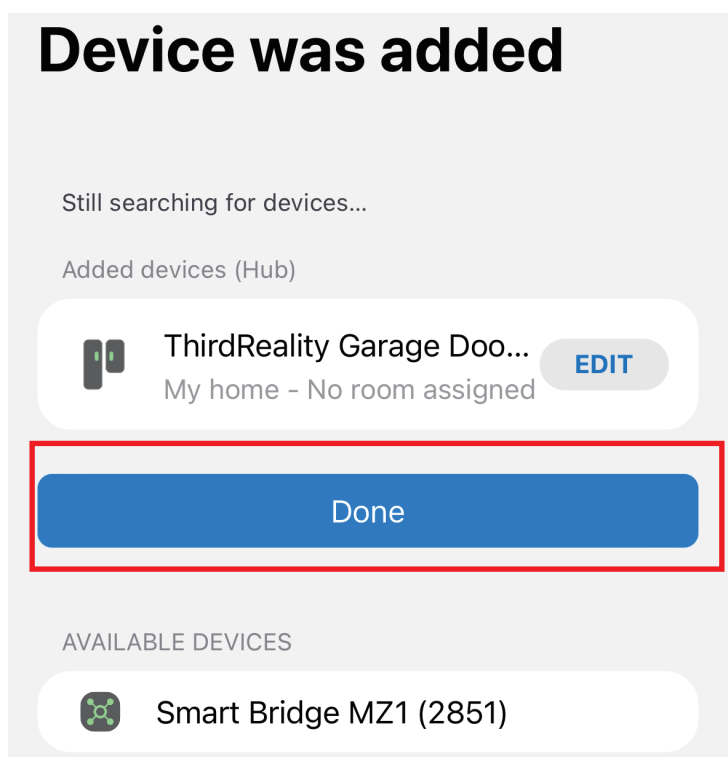 Device was added
Still searching for devices...
Added devices (Hub)
ThirdReality Garage Doo...
EDIT
My home - No room assigned
Done
AVAILABLE DEVICES
Smart Bridge MZ1 (2851)